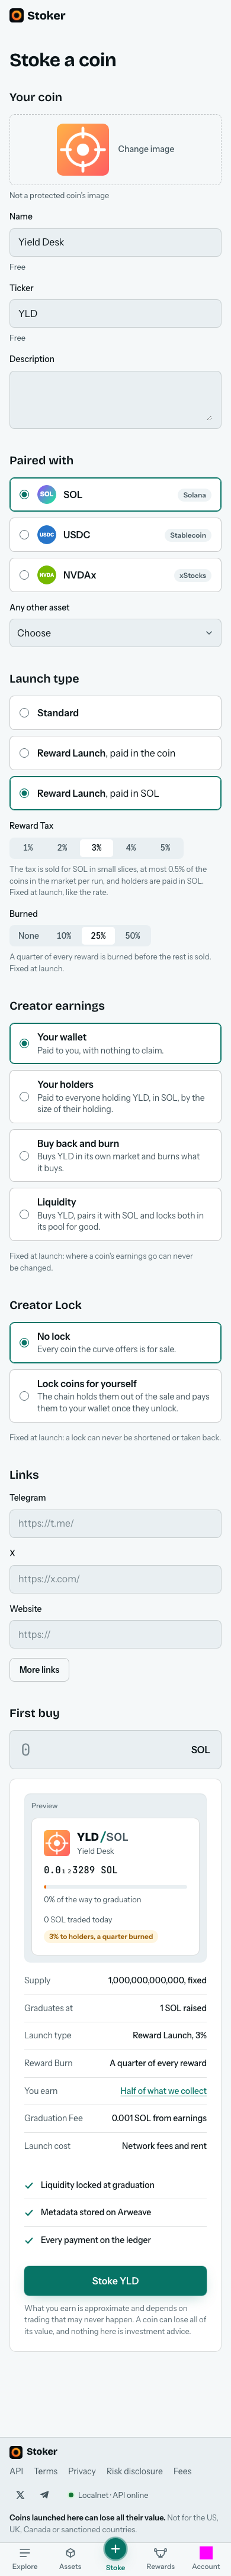 Stoker
Stoke a coin
Your coin
Change image
Not a protected coin's image
Name
Yield Desk
Free
Ticker
YLD
Free
Description
Paired with
SOL
SOL
Solana
USDC
USDC
Stablecoin
NVDA
NVDAx
xStocks
Any other asset
Choose
Launch type
Standard
Reward Launch, paid in the coin
Reward Launch, paid in SOL
Reward Tax
1% 2% 3% 4% 5%
The tax is sold for SOL in small slices, at most 0.5% of the
coins in the market per run, and holders are paid in SOL.
Fixed at launch, like the rate.
Burned
None 10% 25% 50%
A quarter of every reward is burned before the rest is sold.
Fixed at launch.
Creator earnings
Your wallet
Paid to you, with nothing to claim.
Your holders
Paid to everyone holding YLD, in SOL, by the
size of their holding.
Buy back and burn
Buys YLD in its own market and burns what
it buys.
Liquidity
Buys YLD, pairs it with SOL and locks both in
its pool for good.
Fixed at launch: where a coin's earnings go can never
be changed.
Creator Lock
No lock
Every coin the curve offers is for sale.
Lock coins for yourself
The chain holds them out of the sale and pays
them to your wallet once they unlock.
Fixed at launch: a lock can never be shortened or taken back.
Links
Telegram
https://t.me/
X
https://x.com/
Website
https://
More links
First buy
0
SOL
Preview
YLD/SOL
Yield Desk
0.0₁₂3289 SOL
0% of the way to graduation
0 SOL traded today
3% to holders, a quarter burned
Supply 1,000,000,000,000, fixed
Graduates at 1 SOL raised
Launch type Reward Launch, 3%
Reward Burn A quarter of every reward
You earn Half of what we collect
Graduation Fee 0.001 SOL from earnings
Launch cost Network fees and rent
Liquidity locked at graduation
Metadata stored on Arweave
Every payment on the ledger
Stoke YLD
What you earn is approximate and depends on
trading that may never happen. A coin can lose all of
its value, and nothing here is investment advice.
Stoker
API Terms Privacy Risk disclosure Fees
Localnet · API online
Coins launched here can lose all their value. Not for the US,
UK, Canada or sanctioned countries.
Explore Assets Stoke Rewards Account